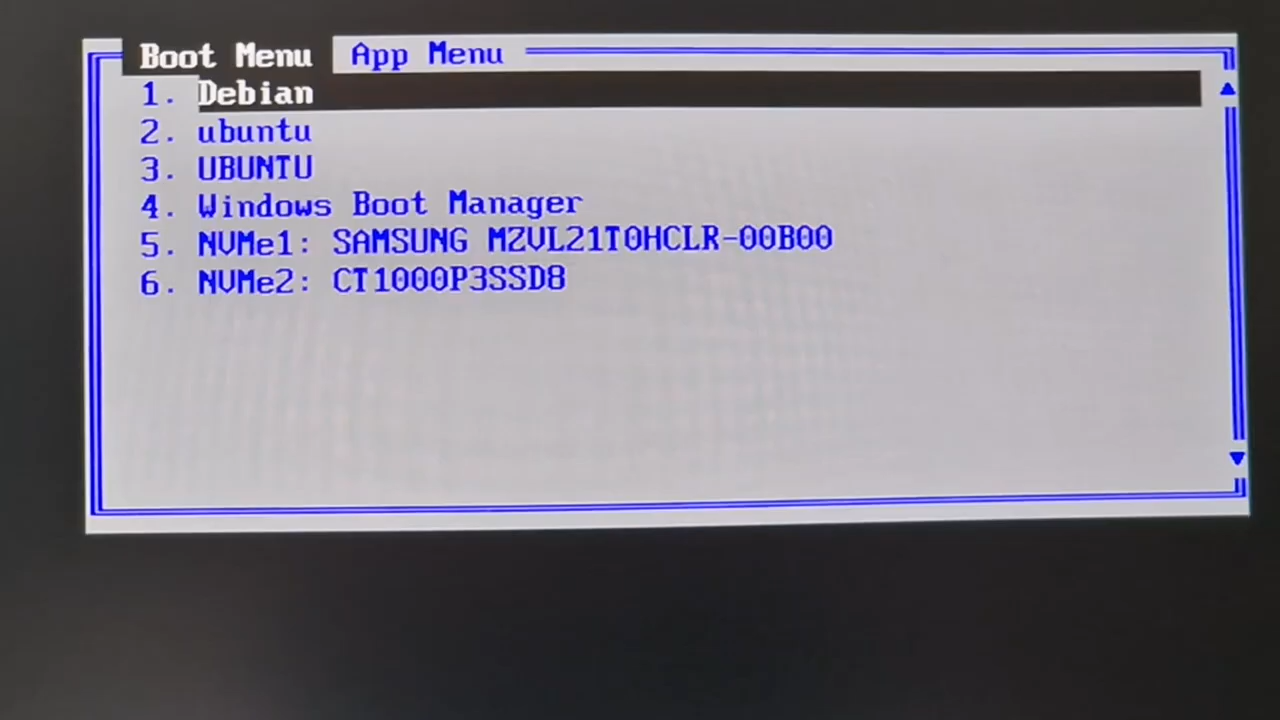 Boot Menu App Menu
1. Debian
2. ubuntu
3. UBUNTU
4. Windows Boot Manager
5. NVMe1: SAMSUNG MZVL21T0HCLR-00B00
6. NVMe2: CT1000P3SSD8